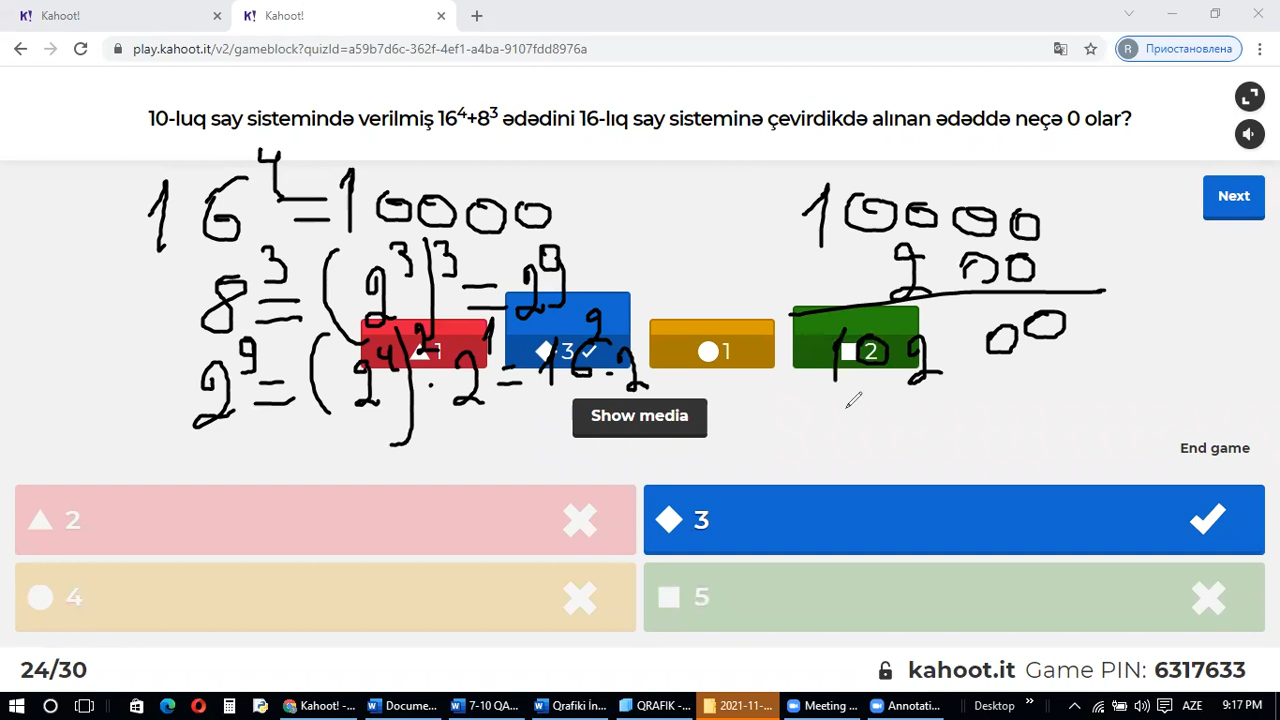 Kahoot!
Kahoot!
play.kahoot.it/v2/gameblock?quizId=a59b7d6c-362f-4ef1-a4ba-9107fdd8976a
R Приостановлена
10-luq say sistemində verilmiş 16⁴+8³ ədədini 16-lıq say sisteminə çevirdikdə alınan ədəddə neçə 0 olar?
Next
16⁴=10000
10000
8³=(2³)³=2⁹
200
1
3
1
2
2⁹=(2⁴)²·2¹=16²·2
10200
Show media
End game
2
3
4
5
24/30
kahoot.it Game PIN: 6317633
Kahoot! -...
Docume...
7-10 QA...
Qrafiki İn...
QRAFIK -...
2021-11-...
Meeting ...
Annotati...
Desktop
AZE
9:17 PM